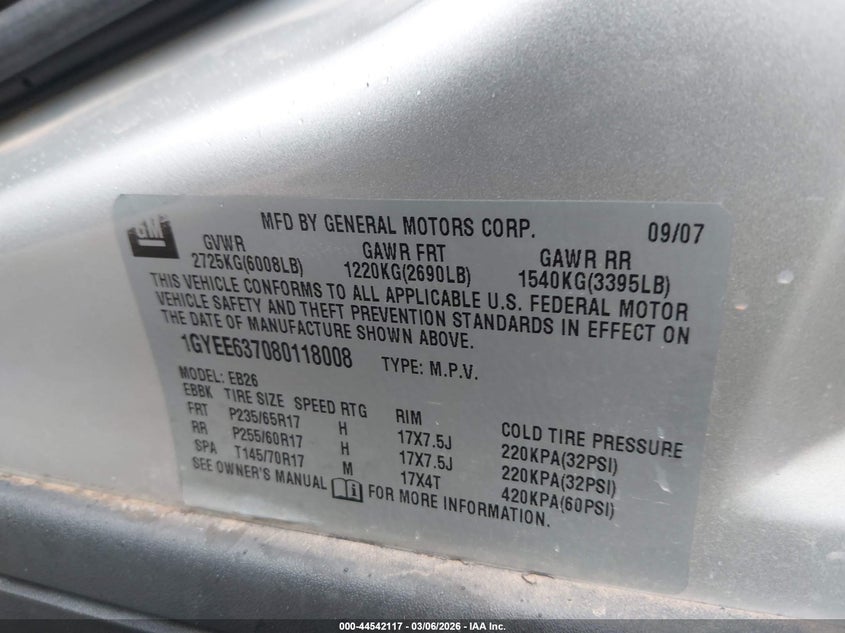 GM
MFD BY GENERAL MOTORS CORP. 09/07
GVWR GAWR FRT GAWR RR
2725KG(6008LB) 1220KG(2690LB) 1540KG(3395LB)
THIS VEHICLE CONFORMS TO ALL APPLICABLE U.S. FEDERAL MOTOR
VEHICLE SAFETY AND THEFT PREVENTION STANDARDS IN EFFECT ON
THE DATE OF MANUFACTURE SHOWN ABOVE.
1GYEE637080118008 TYPE: M.P.V.
MODEL: EB26
EBBK TIRE SIZE SPEED RTG RIM COLD TIRE PRESSURE
FRT P235/65R17 H 17X7.5J 220KPA(32PSI)
RR P255/60R17 H 17X7.5J 220KPA(32PSI)
SPA T145/70R17 M 17X4T 420KPA(60PSI)
SEE OWNER'S MANUAL FOR MORE INFORMATION.
000-44542117 - 03/06/2026 - IAA Inc.